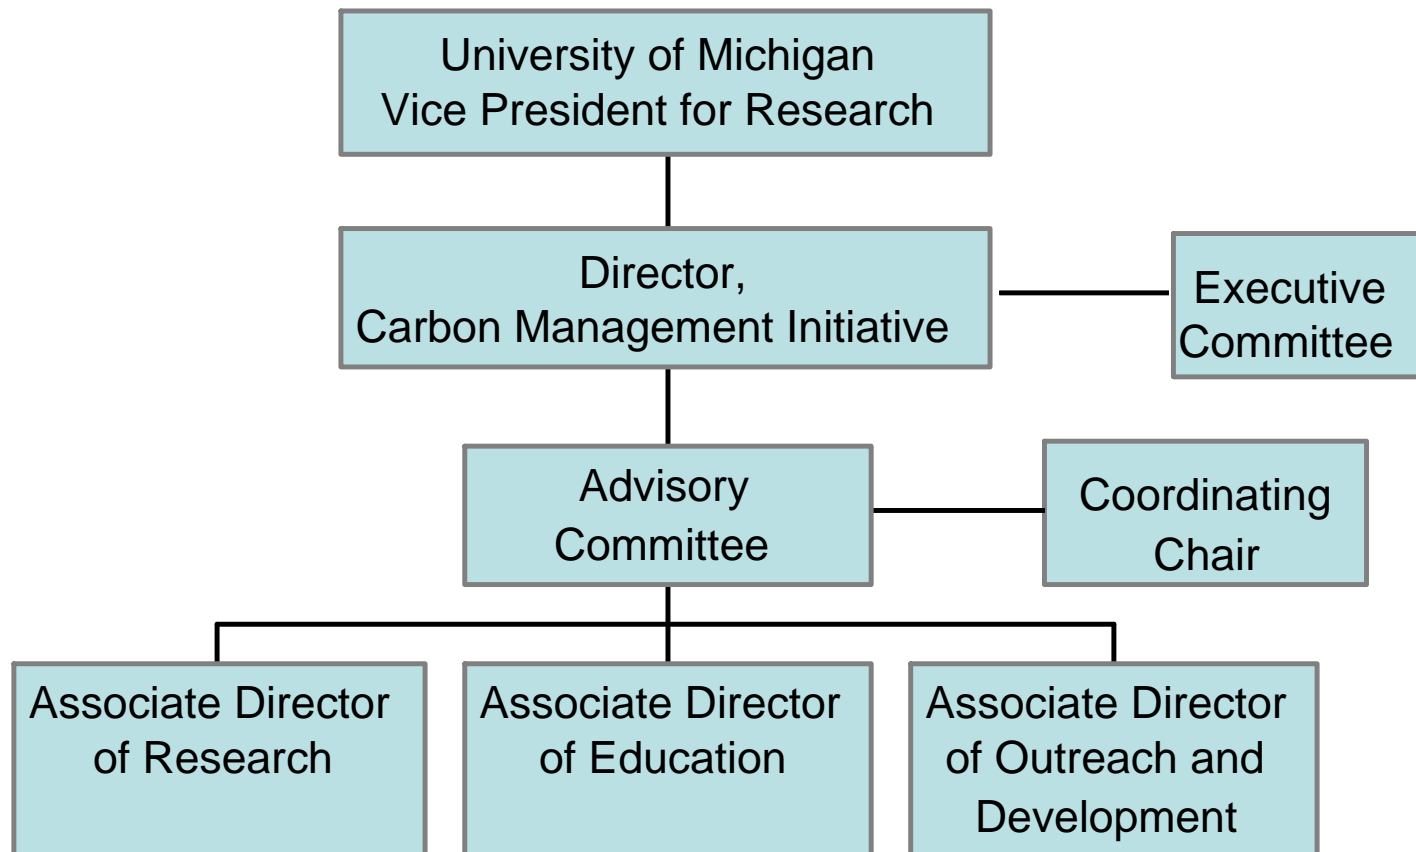 University of Michigan
Vice President for Research
Director,
Carbon Management Initiative
Executive
Committee
Advisory
Committee
Coordinating
Chair
Associate Director
of Research
Associate Director
of Education
Associate Director
of Outreach and
Development